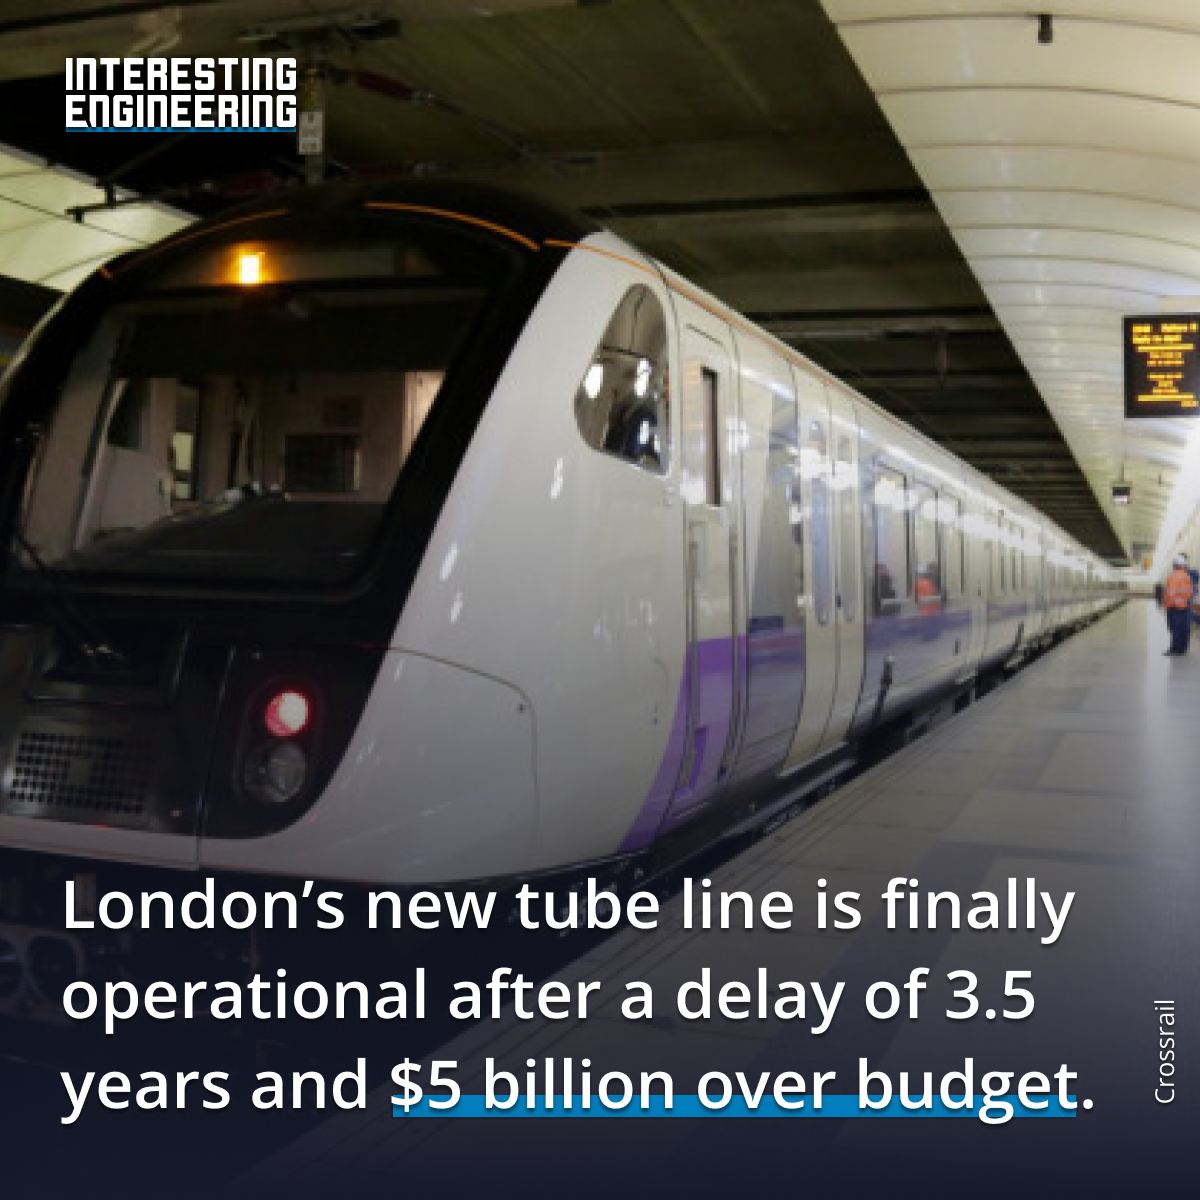 INTERESTING
ENGINEERING
London’s new tube line is finally
operational after a delay of 3.5
years and $5 billion over budget.
Crossrail